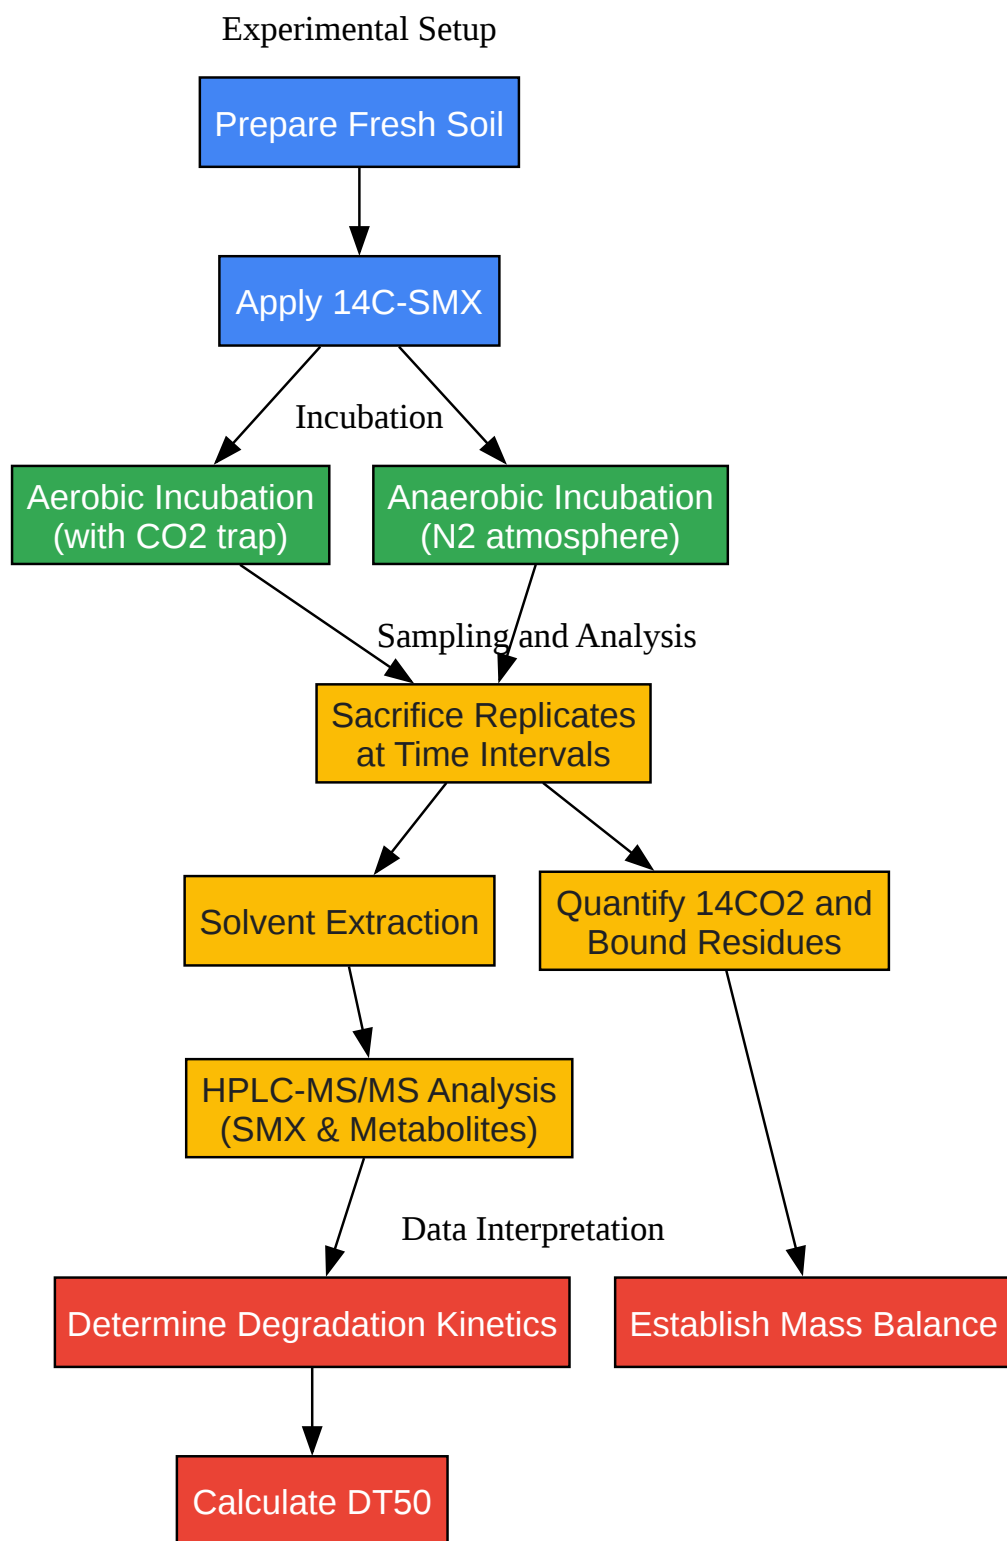 Experimental Setup
Prepare Fresh Soil
Apply 14C-SMX
Incubation
Aerobic Incubation
(with CO2 trap)
Anaerobic Incubation
(N2 atmosphere)
Sampling and Analysis
Sacrifice Replicates
at Time Intervals
Solvent Extraction
Quantify 14CO2 and
Bound Residues
HPLC-MS/MS Analysis
(SMX & Metabolites)
Data Interpretation
Determine Degradation Kinetics
Establish Mass Balance
Calculate DT50